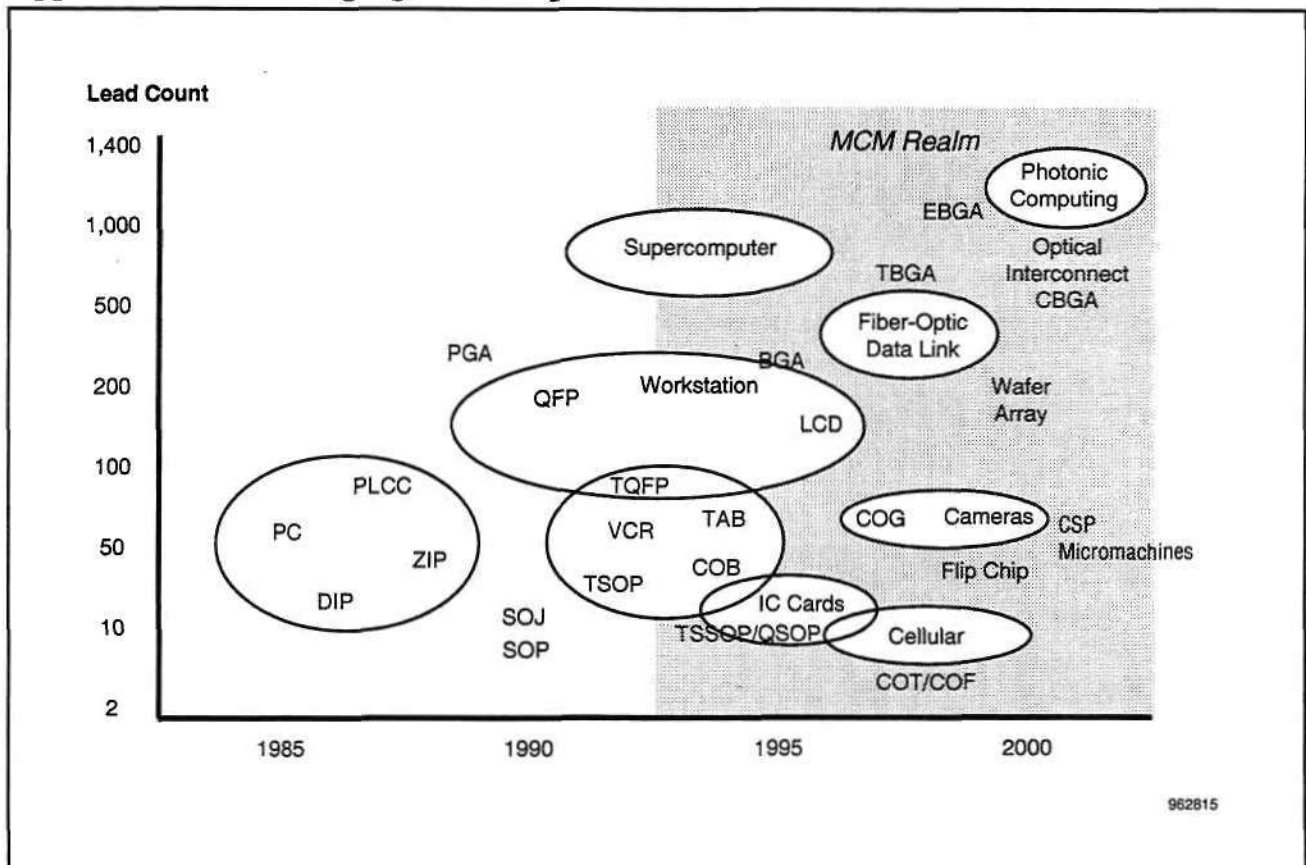 Lead Count
1,400
1,000
500
200
100
50
10
2
MCM Realm
Photonic
Computing
EBGA
Supercomputer
Optical
Interconnect
CBGA
TBGA
Fiber-Optic
Data Link
PGA
BGA
QFP
Workstation
LCD
Wafer
Array
PLCC
PC
ZIP
DIP
TQFP
VCR
TAB
TSOP
COB
COG
Cameras
CSP
Micromachines
Flip Chip
SOJ
SOP
IC Cards
TSSOP/QSOP
Cellular
COT/COF
1985
1990
1995
2000
962815